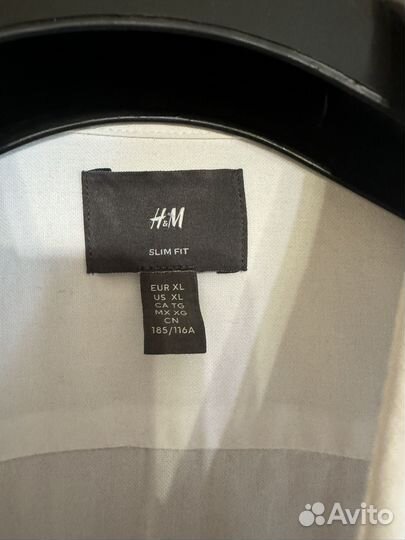 H&M
SLIM FIT
EUR XL
US XL
CA TG
MX XG
CN
185/116A
Avito